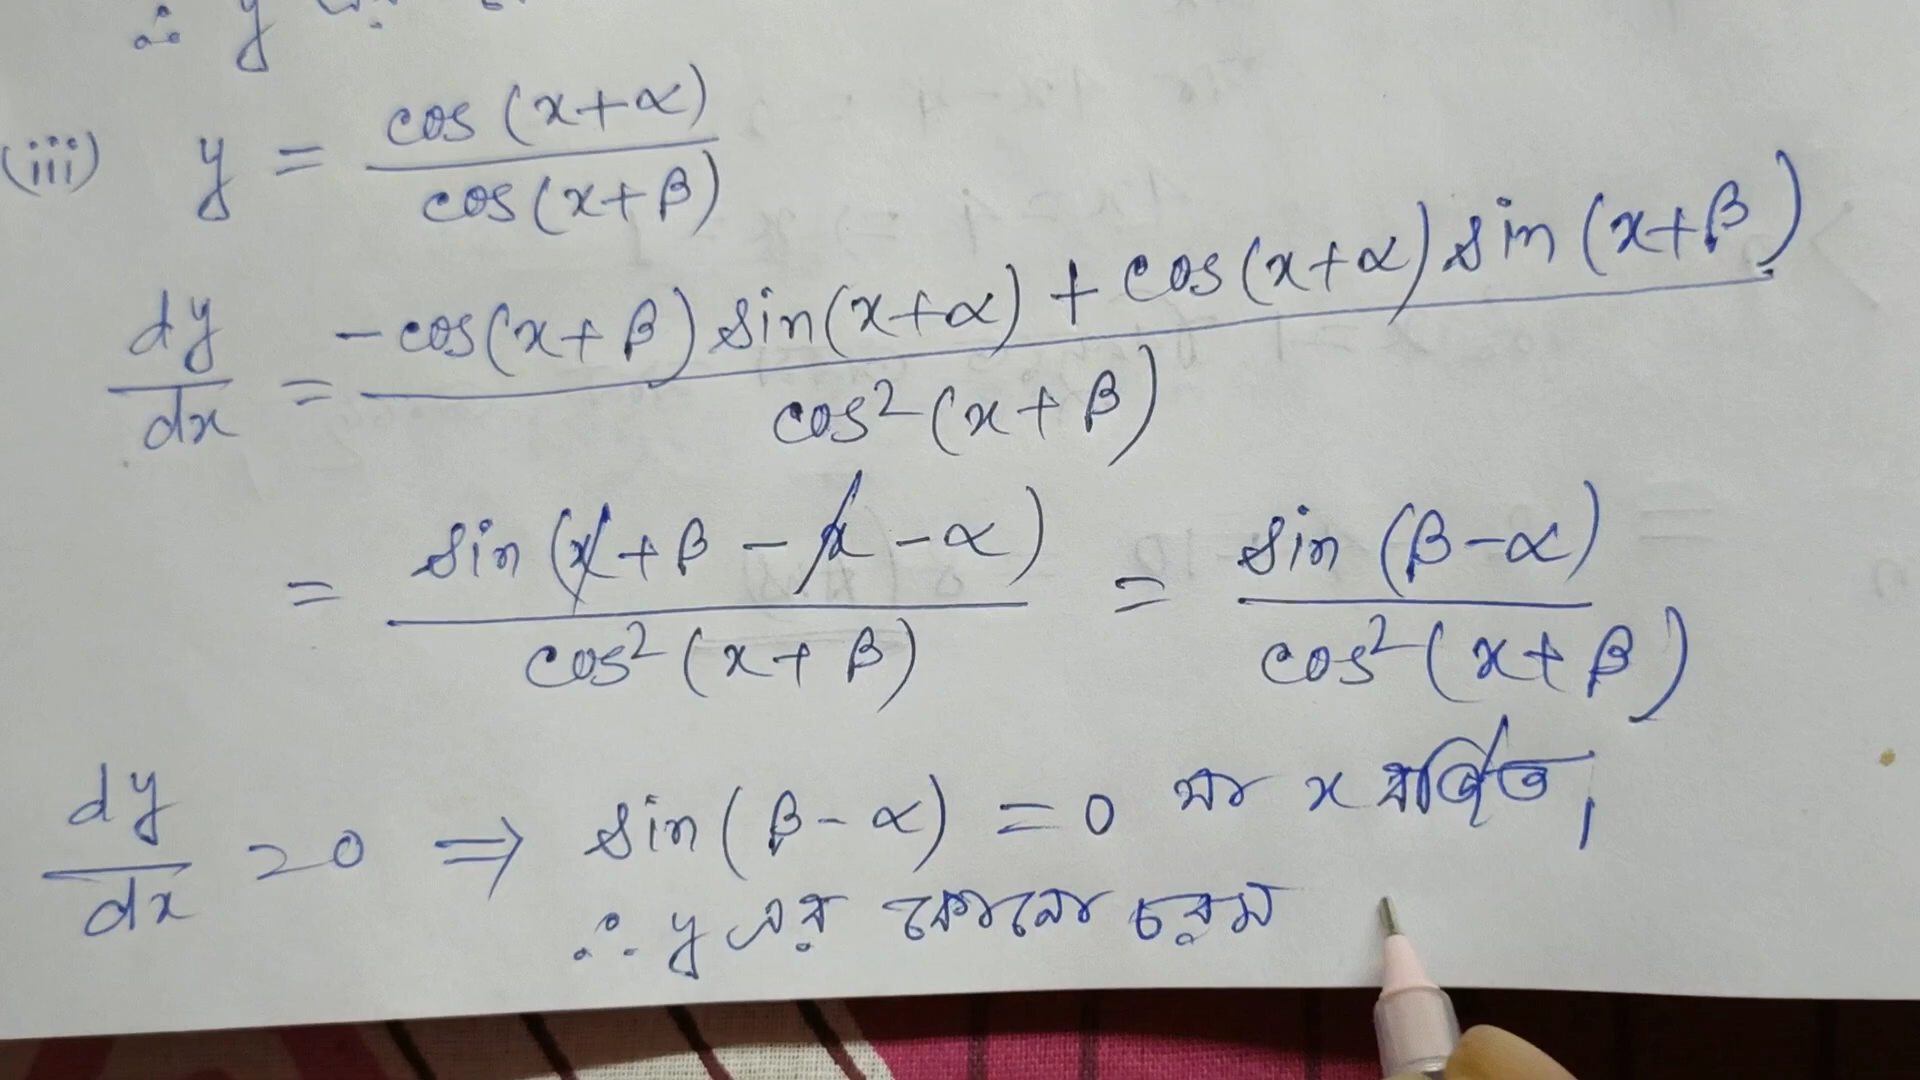 ∴ y
(iii) y = cos(x+α) / cos(x+β)
dy/dx = -cos(x+β) sin(x+α) + cos(x+α) sin(x+β) / cos²(x+β)
= sin(x+β-x-α) / cos²(x+β) = sin(β-α) / cos²(x+β)
dy/dx = 0 ⇒ sin(β-α) = 0 যা x বর্জিত।
∴ y এর কোনো চরম